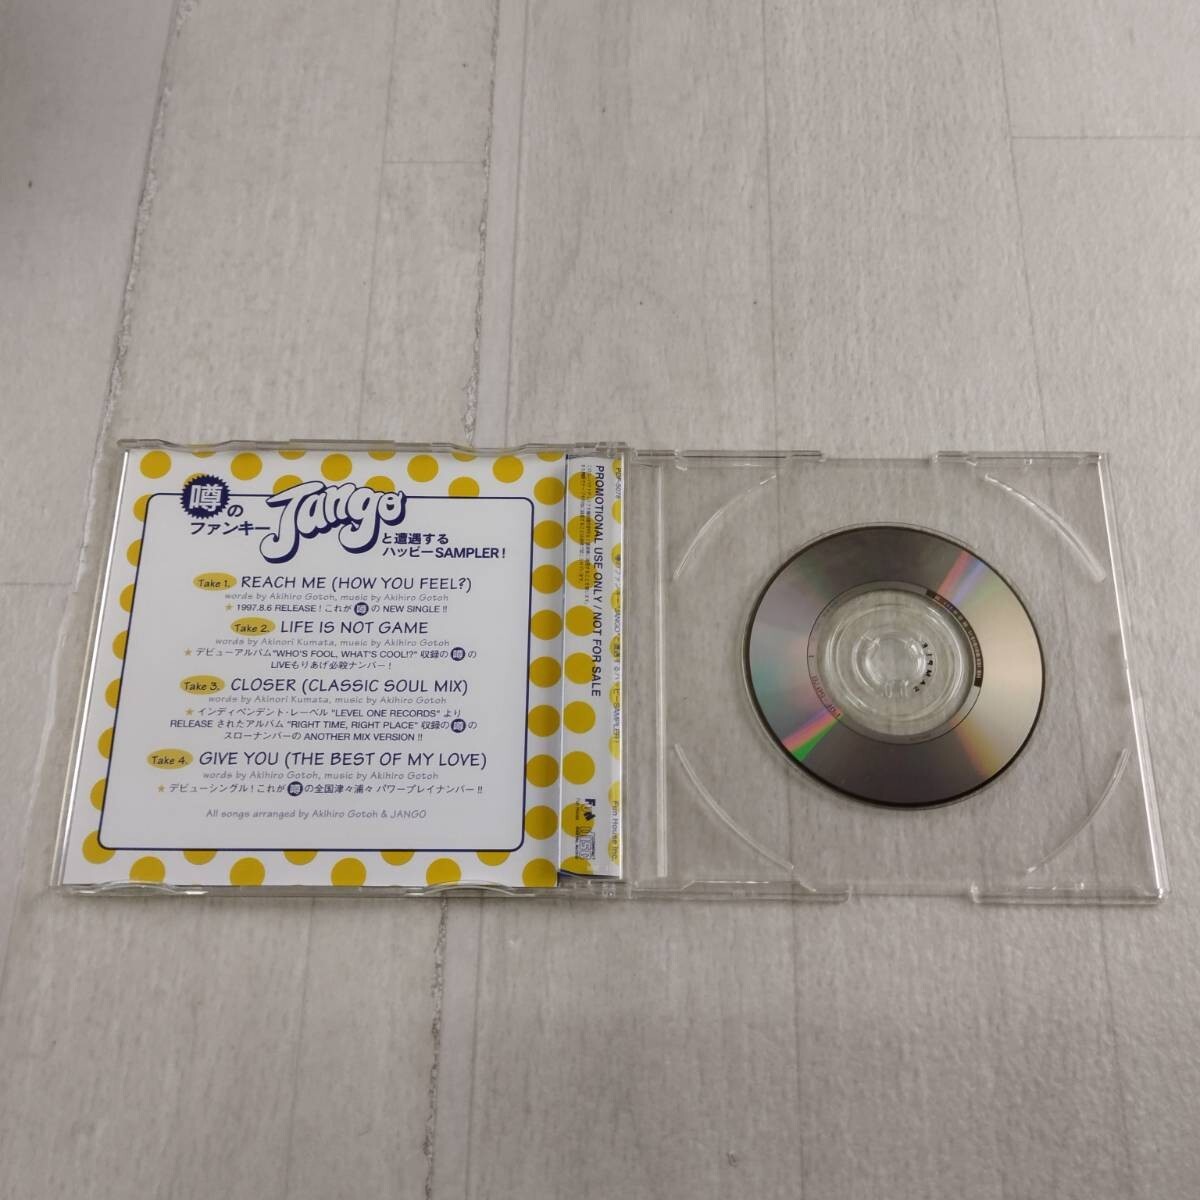 噂の
ファンキー Jango
と遭遇する
ハッピーSAMPLER!
Take 1. REACH ME (HOW YOU FEEL?)
words by Akihiro Gotoh, music by Akihiro Gotoh
★ 1997.8.6 RELEASE! これが噂の NEW SINGLE !!
Take 2. LIFE IS NOT GAME
words by Akinori Kumata, music by Akihiro Gotoh
★ デビューアルバム"WHO'S FOOL, WHAT'S COOL!?" 収録の噂の
LIVEもりあげ必殺ナンバー!
Take 3. CLOSER (CLASSIC SOUL MIX)
words by Akinori Kumata, music by Akihiro Gotoh
★ インディペンデント・レーベル "LEVEL ONE RECORDS" より
RELEASE されたアルバム "RIGHT TIME, RIGHT PLACE" 収録の噂の
スローナンバーの ANOTHER MIX VERSION !!
Take 4. GIVE YOU (THE BEST OF MY LOVE)
words by Akihiro Gotoh, music by Akihiro Gotoh
★ デビューシングル! これが噂の全国津々浦々 パワープレイナンバー !!
All songs arranged by Akihiro Gotoh & JANGO
PDF-5078
PROMOTIONAL USE ONLY / NOT FOR SALE
Fun House Inc.